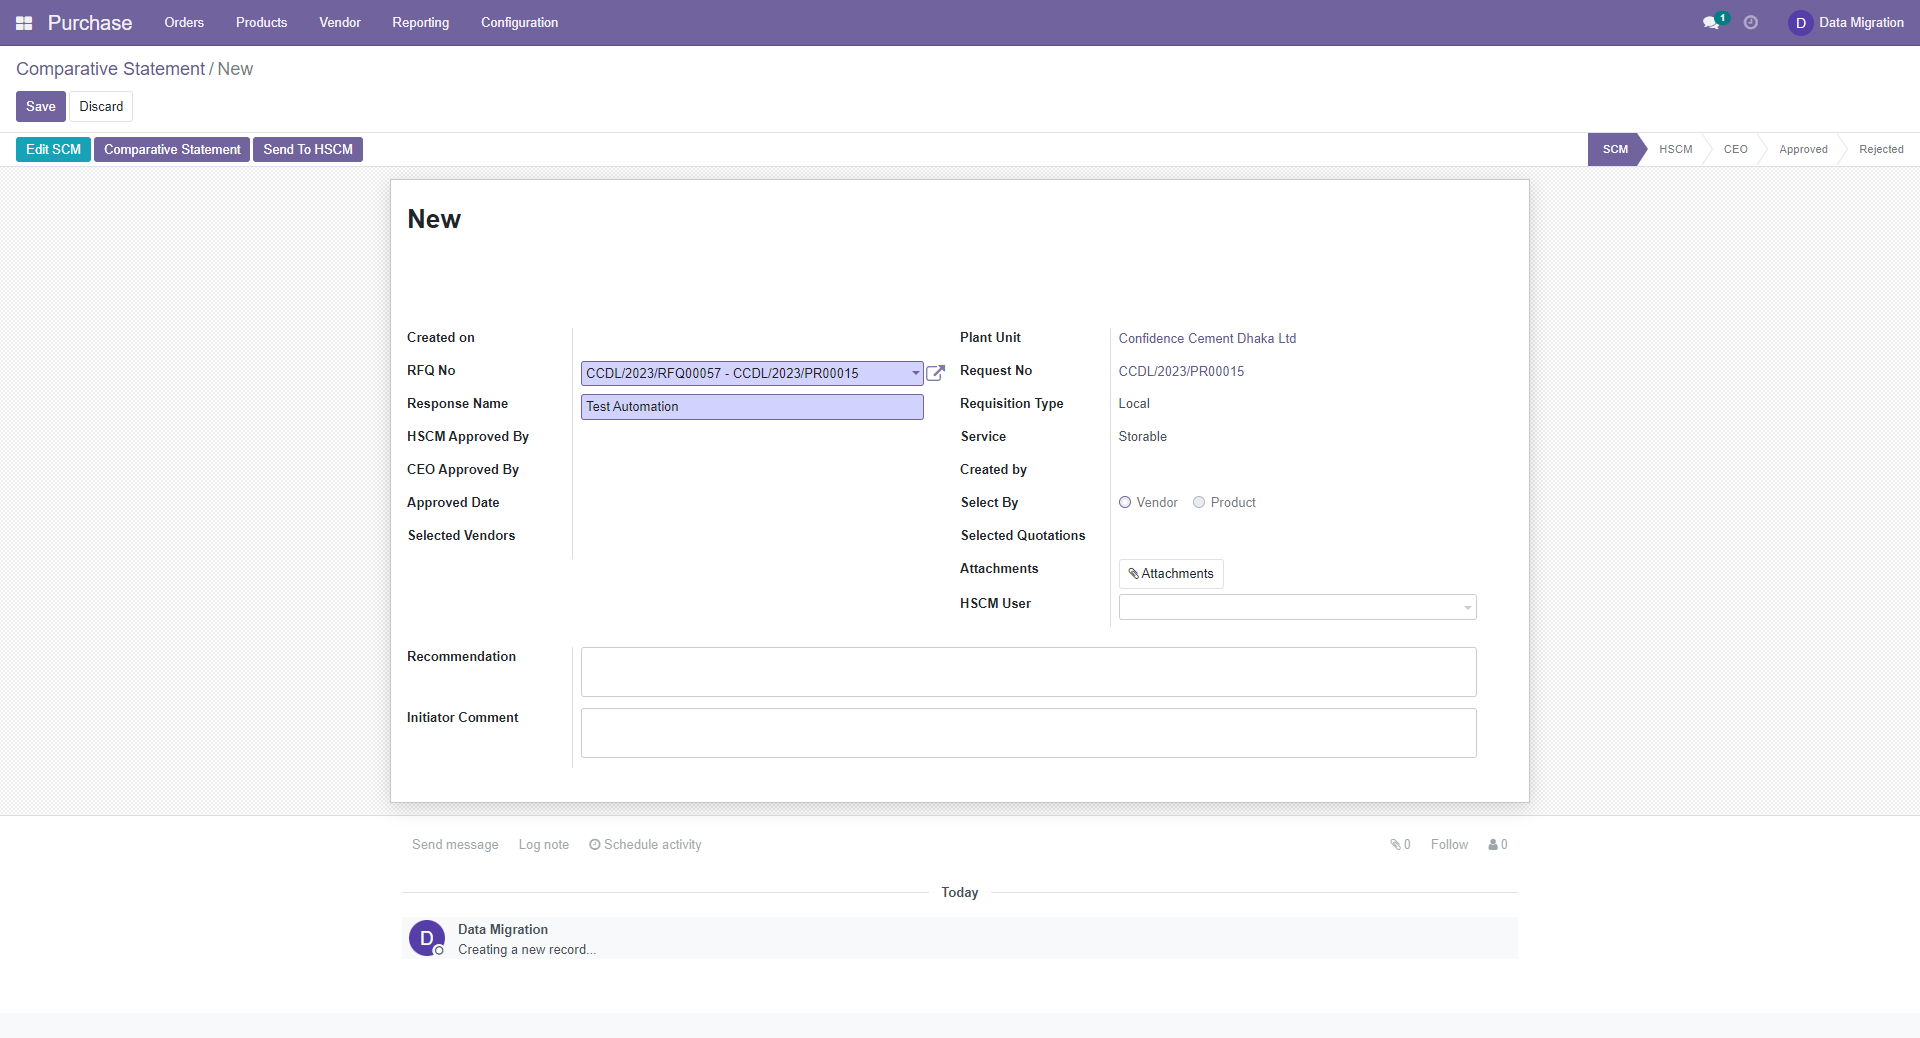 Purchase Orders Products Vendor Reporting Configuration 1 D Data Migration
Comparative Statement / New
Save Discard
Edit SCM Comparative Statement Send To HSCM SCM HSCM CEO Approved Rejected
New
Created on
RFQ No CCDL/2023/RFQ00057 - CCDL/2023/PR00015
Response Name Test Automation
HSCM Approved By
CEO Approved By
Approved Date
Selected Vendors
Plant Unit Confidence Cement Dhaka Ltd
Request No CCDL/2023/PR00015
Requisition Type Local
Service Storable
Created by
Select By Vendor Product
Selected Quotations
Attachments Attachments
HSCM User
Recommendation
Initiator Comment
Send message Log note Schedule activity 0 Follow 0
Today
D Data Migration
Creating a new record...